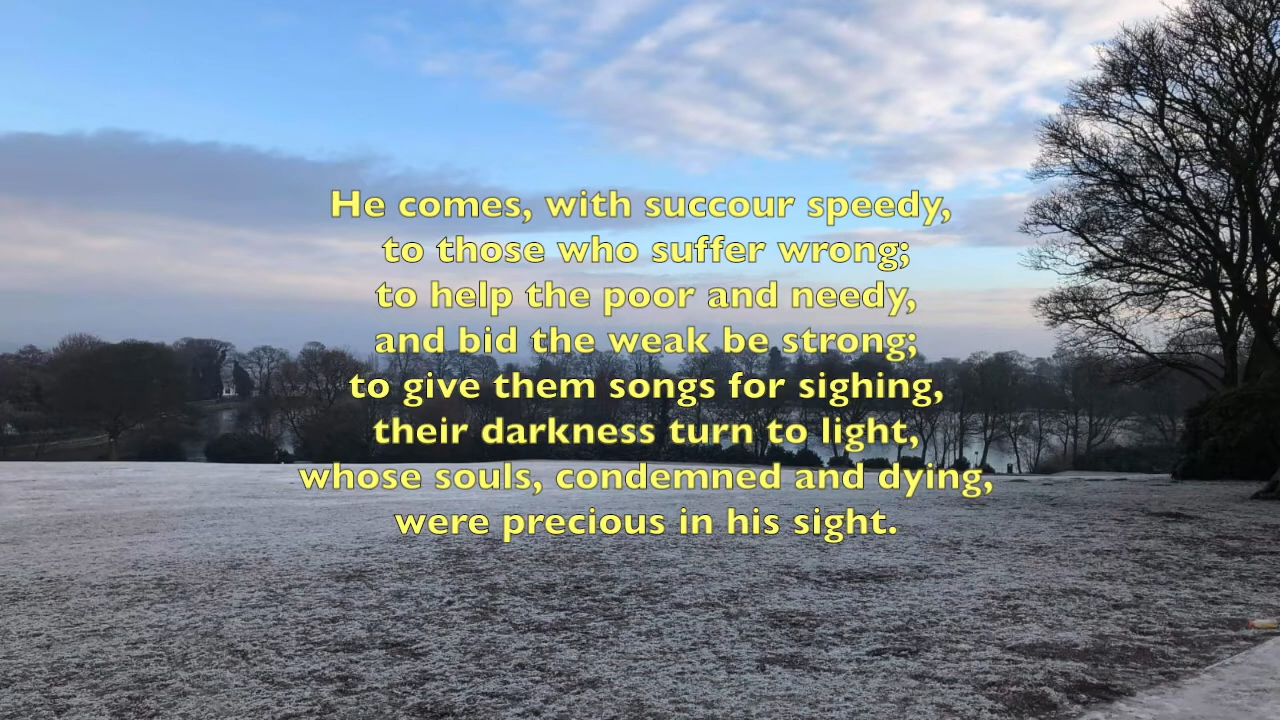 He comes, with succour speedy,
to those who suffer wrong;
to help the poor and needy,
and bid the weak be strong;
to give them songs for sighing,
their darkness turn to light,
whose souls, condemned and dying,
were precious in his sight.